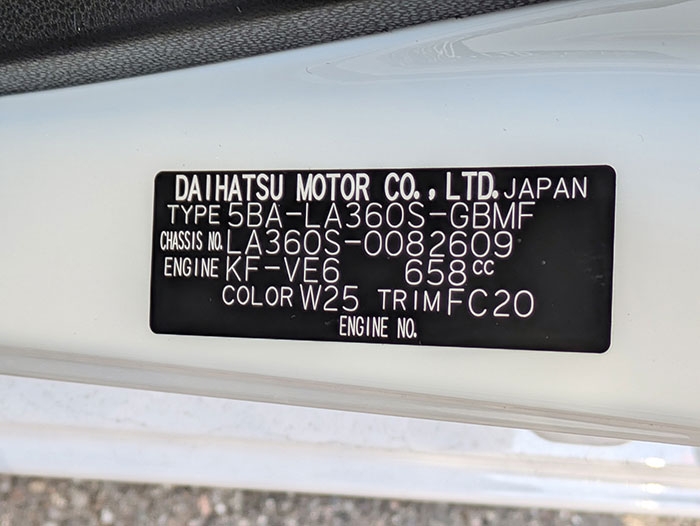 DAIHATSU MOTOR CO., LTD. JAPAN
TYPE 5BA-LA360S-GBMF
CHASSIS NO. LA360S-0082609
ENGINE KF-VE6 658cc
COLOR W25 TRIM FC20
ENGINE NO.